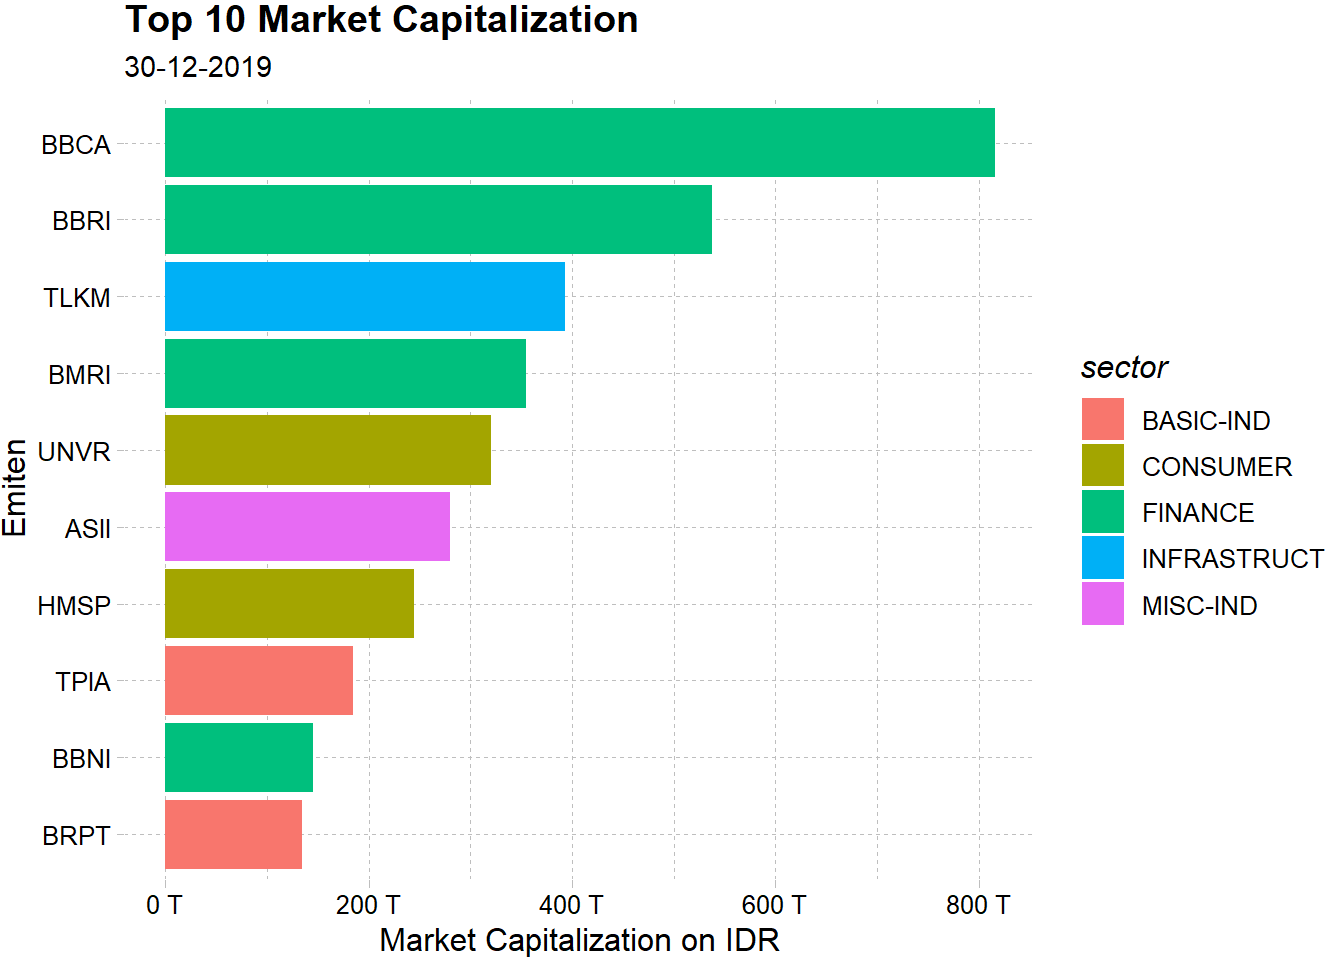 Top 10 Market Capitalization
30-12-2019
BBCA
BBRI
TLKM
BMRI
UNVR
ASII
HMSP
TPIA
BBNI
BRPT
Emiten
0 T
200 T
400 T
600 T
800 T
Market Capitalization on IDR
sector
BASIC-IND
CONSUMER
FINANCE
INFRASTRUCT
MISC-IND